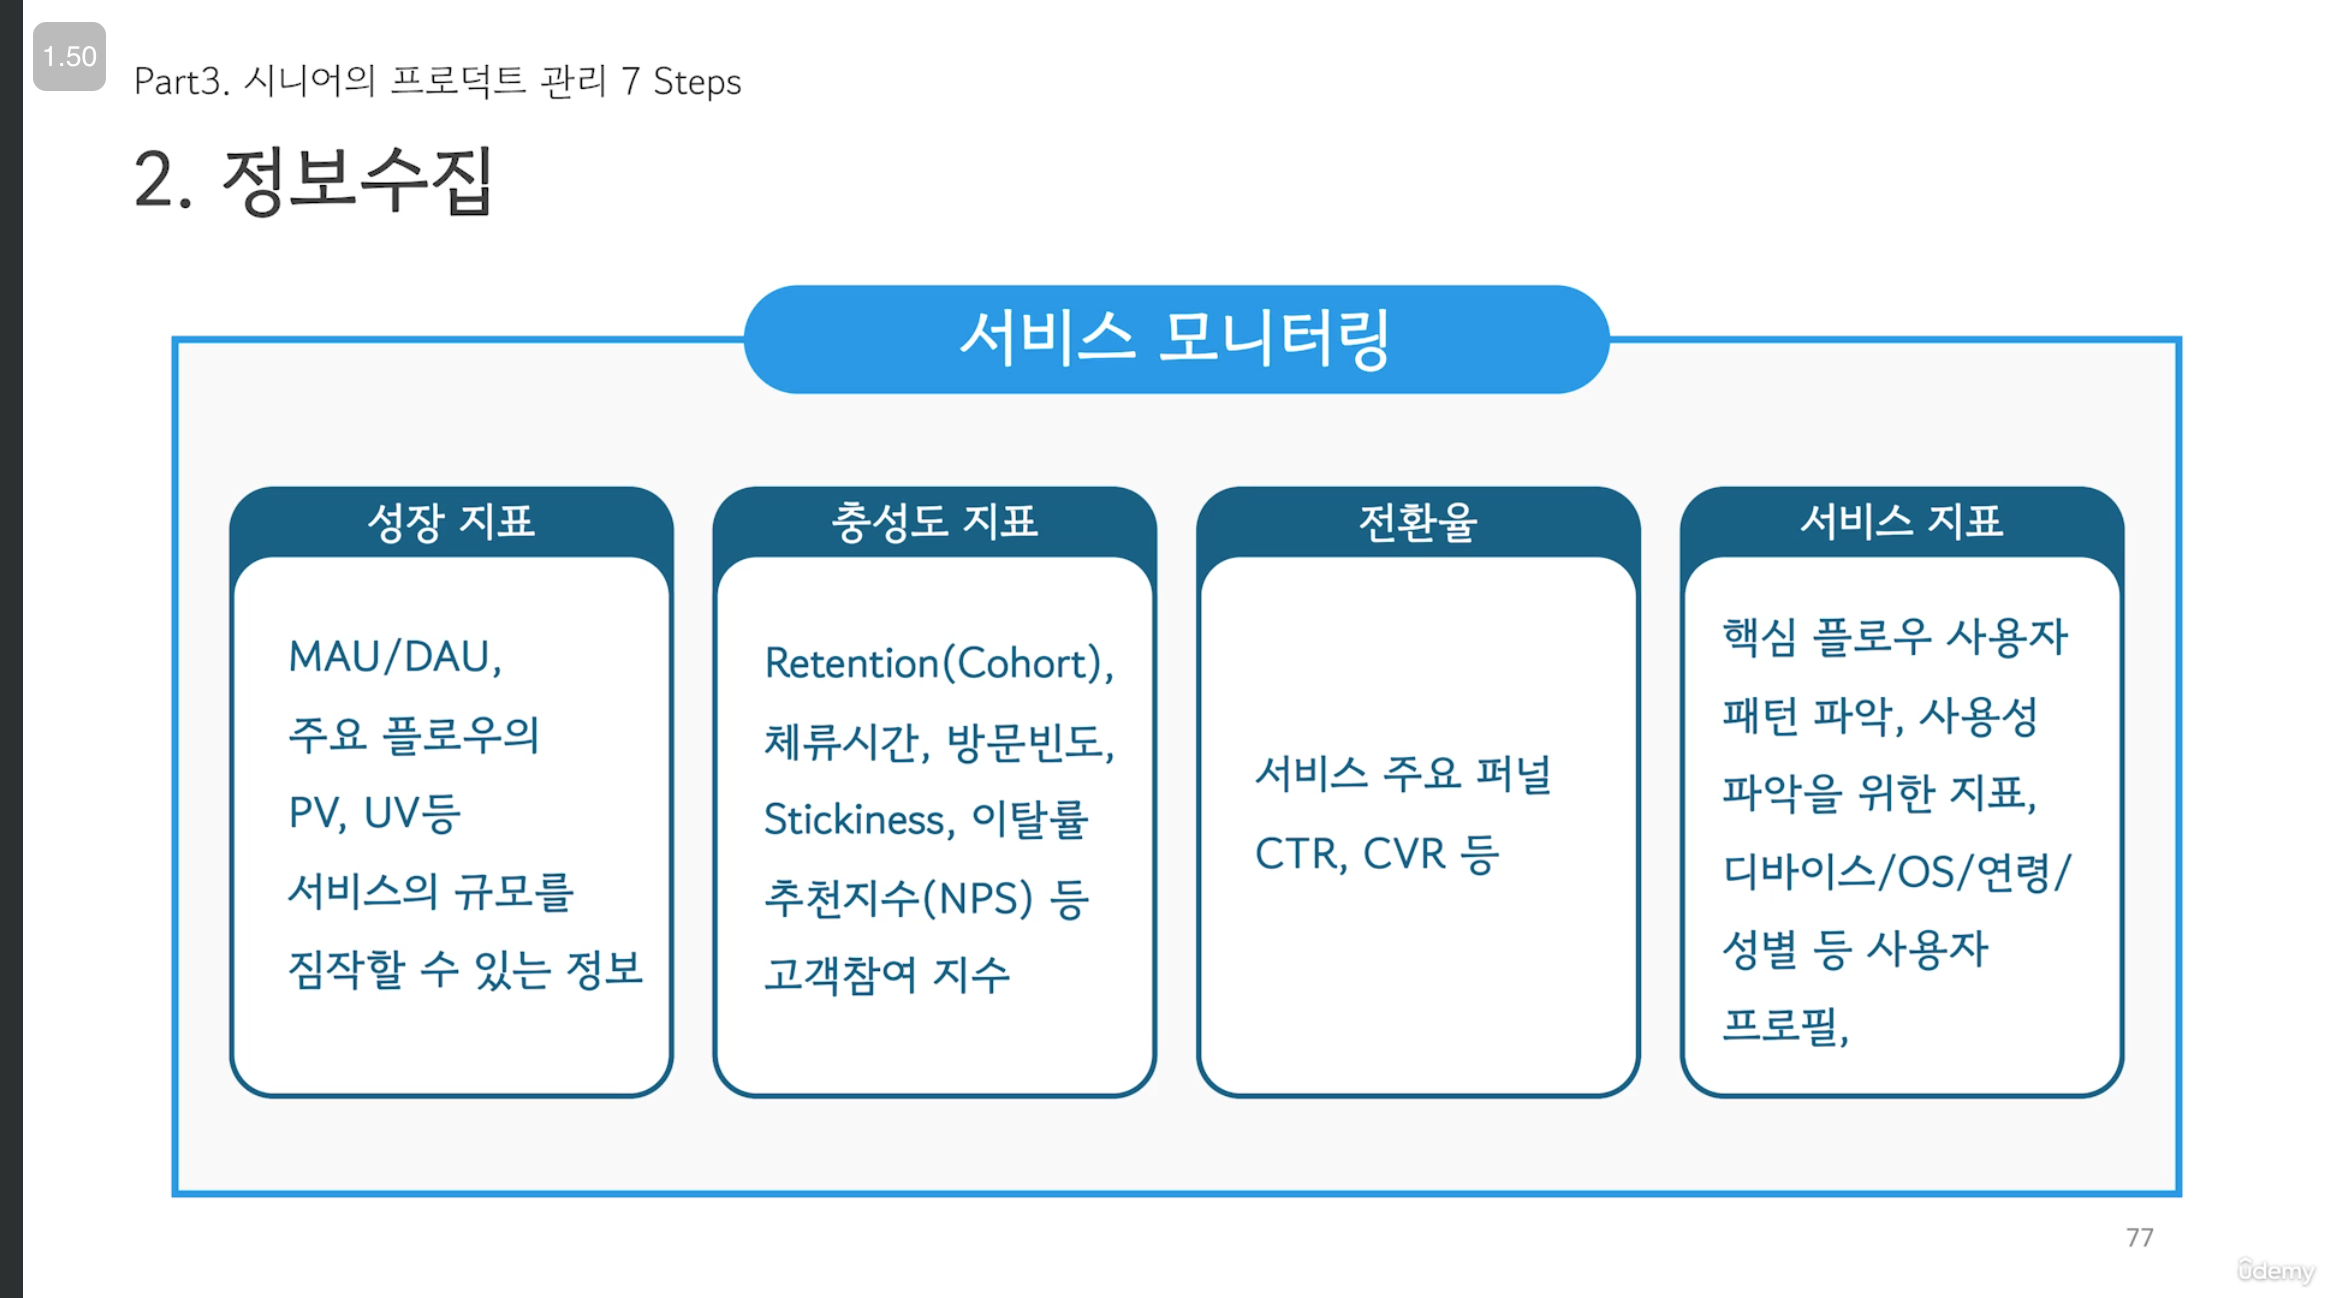 1.50
Part3. 시니어의 프로덕트 관리 7 Steps
2. 정보수집
서비스 모니터링
성장 지표
MAU/DAU,
주요 플로우의
PV, UV등
서비스의 규모를
짐작할 수 있는 정보
충성도 지표
Retention(Cohort),
체류시간, 방문빈도,
Stickiness, 이탈률
추천지수(NPS) 등
고객참여 지수
전환율
서비스 주요 퍼널
CTR, CVR 등
서비스 지표
핵심 플로우 사용자
패턴 파악, 사용성
파악을 위한 지표,
디바이스/OS/연령/
성별 등 사용자
프로필,
77
ûdemy